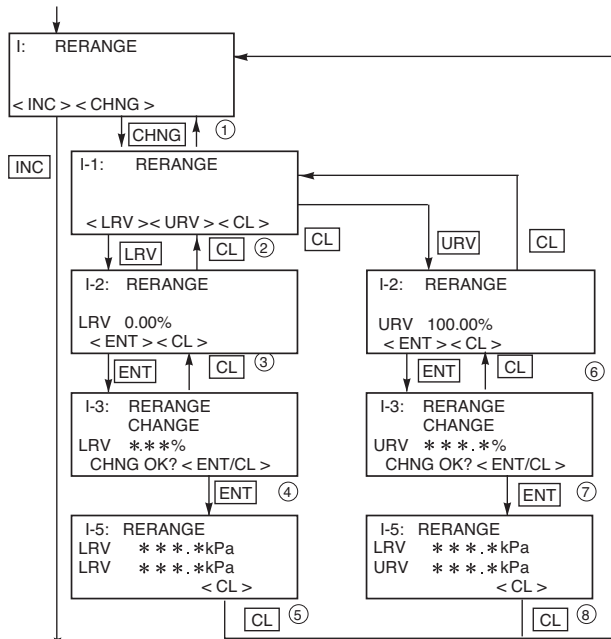 I: RERANGE
< INC > < CHNG >
CHNG
①
INC
I-1: RERANGE
< LRV > < URV > < CL >
LRV
CL
②
CL
URV
CL
I-2: RERANGE
LRV 0.00%
< ENT > < CL >
ENT
CL
③
I-2: RERANGE
URV 100.00%
< ENT > < CL >
ENT
CL
⑥
I-3: RERANGE
CHANGE
LRV *.**%
CHNG OK? < ENT/CL >
ENT
④
I-3: RERANGE
CHANGE
URV ***.*%
CHNG OK? < ENT/CL >
ENT
⑦
I-5: RERANGE
LRV ***.*kPa
LRV ***.*kPa
< CL >
CL
⑤
I-5: RERANGE
LRV ***.*kPa
URV ***.*kPa
< CL >
CL
⑧